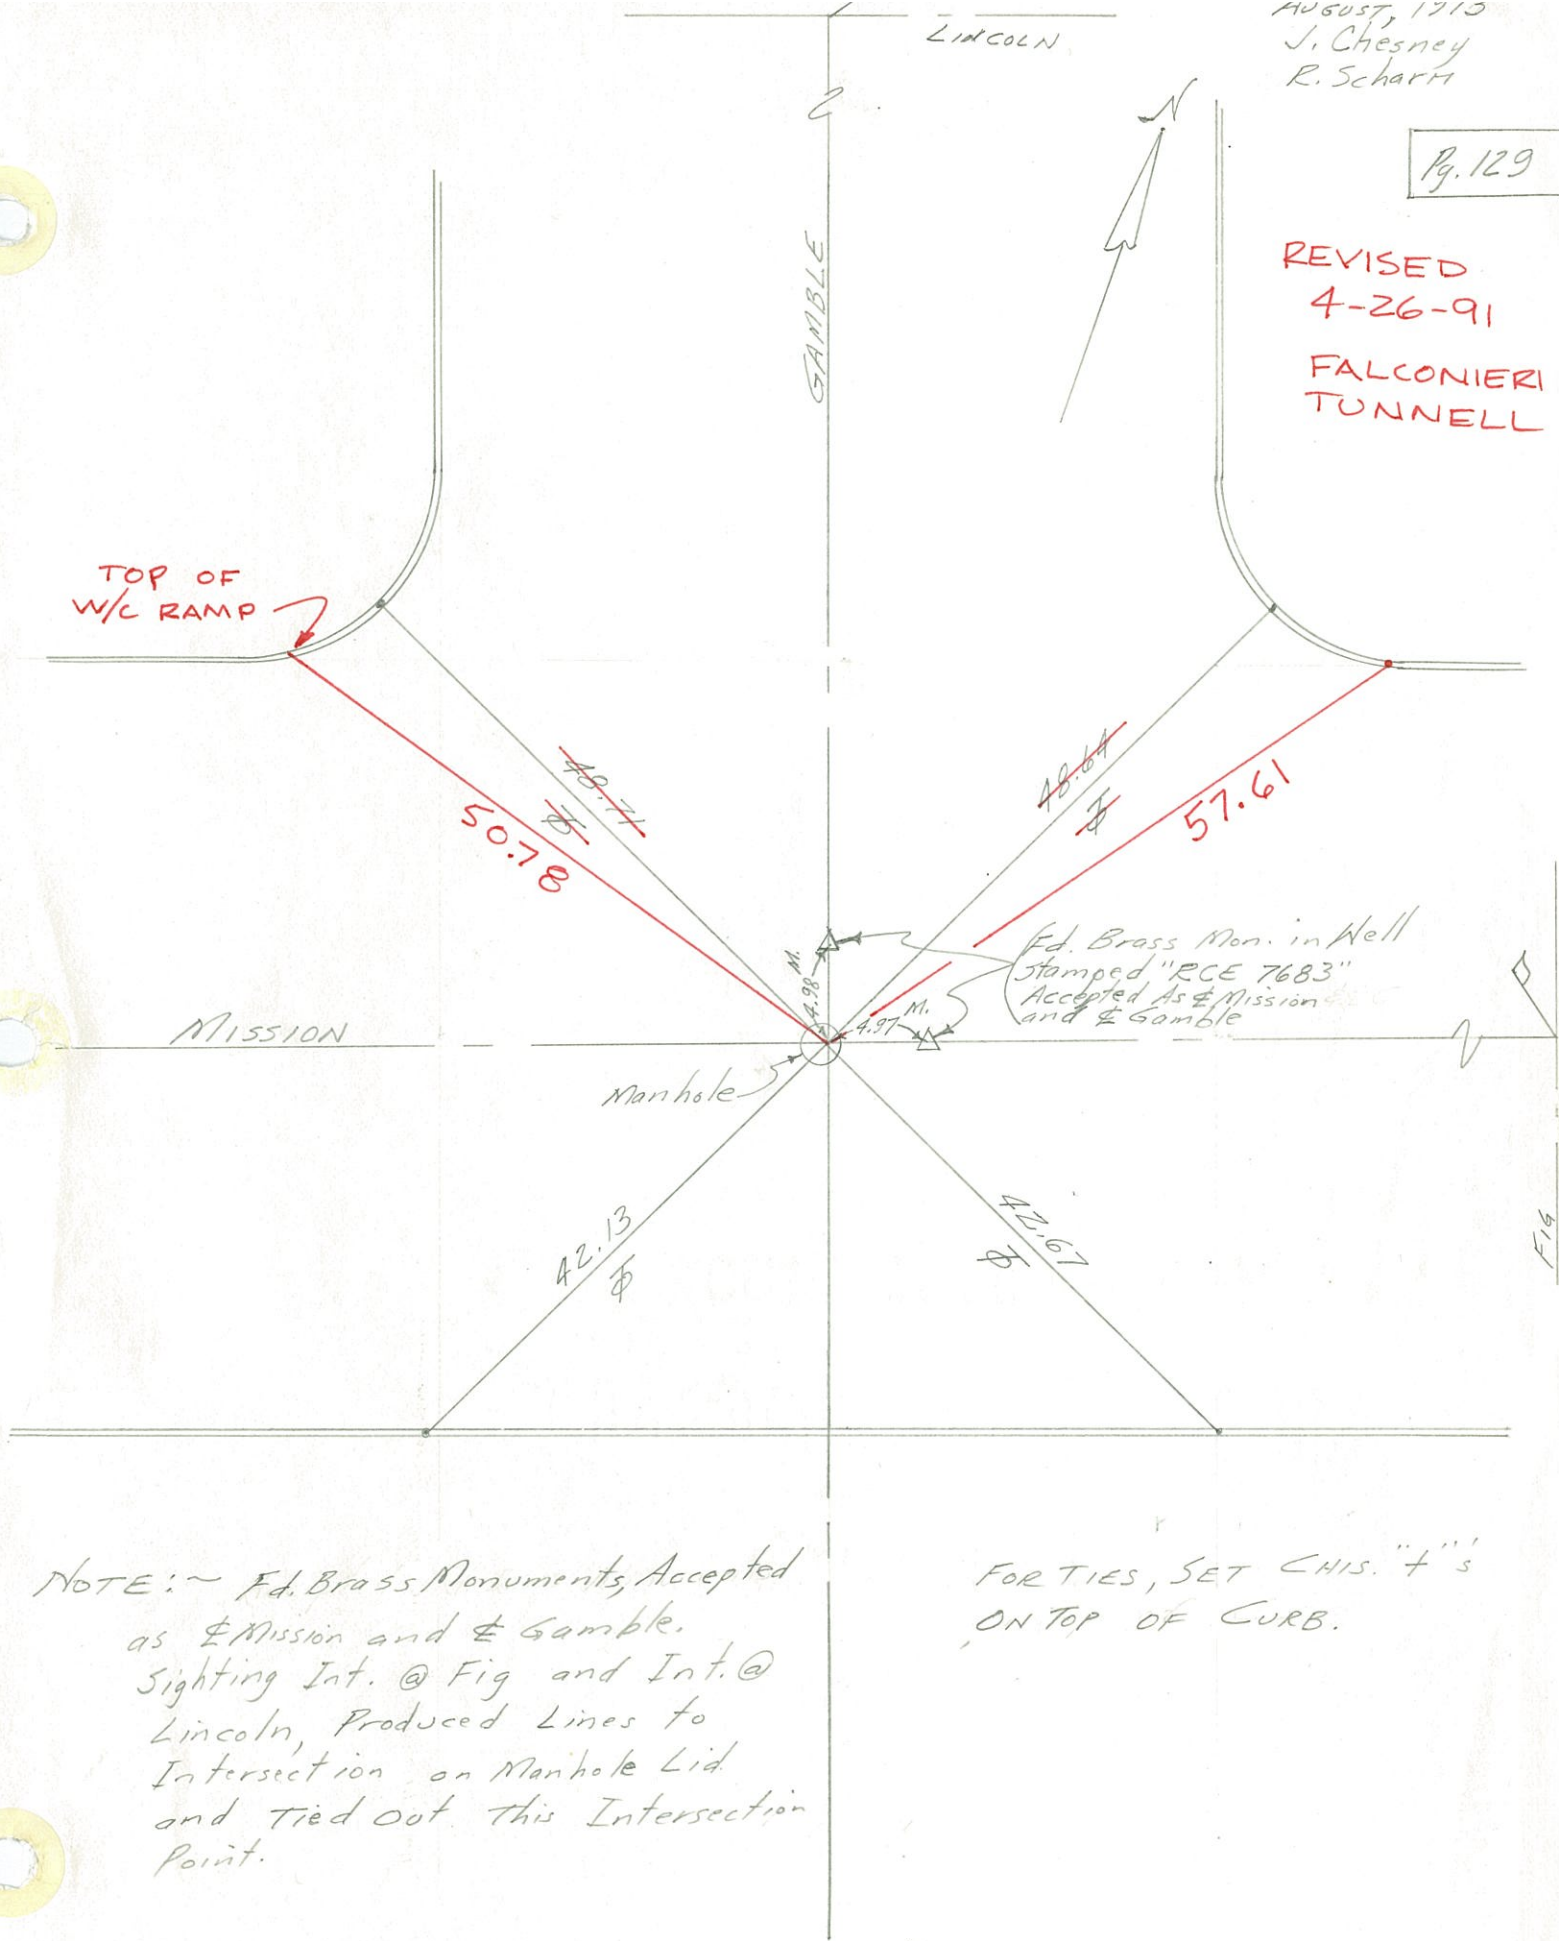 LINCOLN
AUGUST,
J. Chesney
R. Scharn
N
Pg. 129
GAMBLE
REVISED
4-26-91
FALCONIERI
TUNNELL
TOP OF
W/C RAMP
48.71
50.78
48.64
57.61
Fd. Brass Mon. in Well
Stamped "RCE 7683"
Accepted As ₵ Mission
and ₵ Gamble
4.98 M.
4.97 M.
MISSION
Manhole
42.13
42.67
FIG
NOTE:~ Fd. Brass Monuments, Accepted
as ₵ Mission and ₵ Gamble.
Sighting Int. @ Fig and Int. @
Lincoln, Produced Lines to
Intersection on Manhole Lid
and Tied Out This Intersection
Point.
FOR TIES, SET CHIS. "+"'s
ON TOP OF CURB.